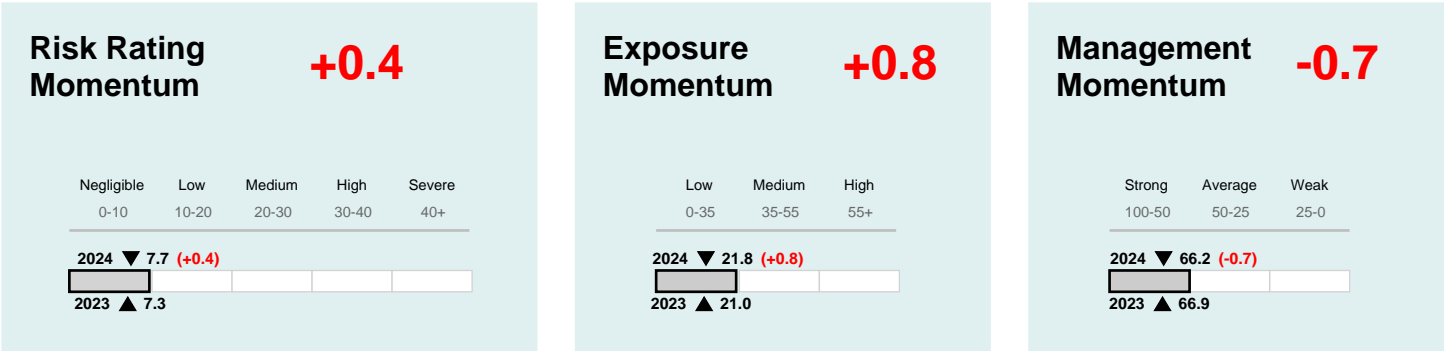 Risk Rating
Momentum
+0.4
Negligible Low Medium High Severe
0-10 10-20 20-30 30-40 40+
2024 ▼ 7.7 (+0.4)
2023 ▲ 7.3
Exposure
Momentum
+0.8
Low Medium High
0-35 35-55 55+
2024 ▼ 21.8 (+0.8)
2023 ▲ 21.0
Management
Momentum
-0.7
Strong Average Weak
100-50 50-25 25-0
2024 ▼ 66.2 (-0.7)
2023 ▲ 66.9